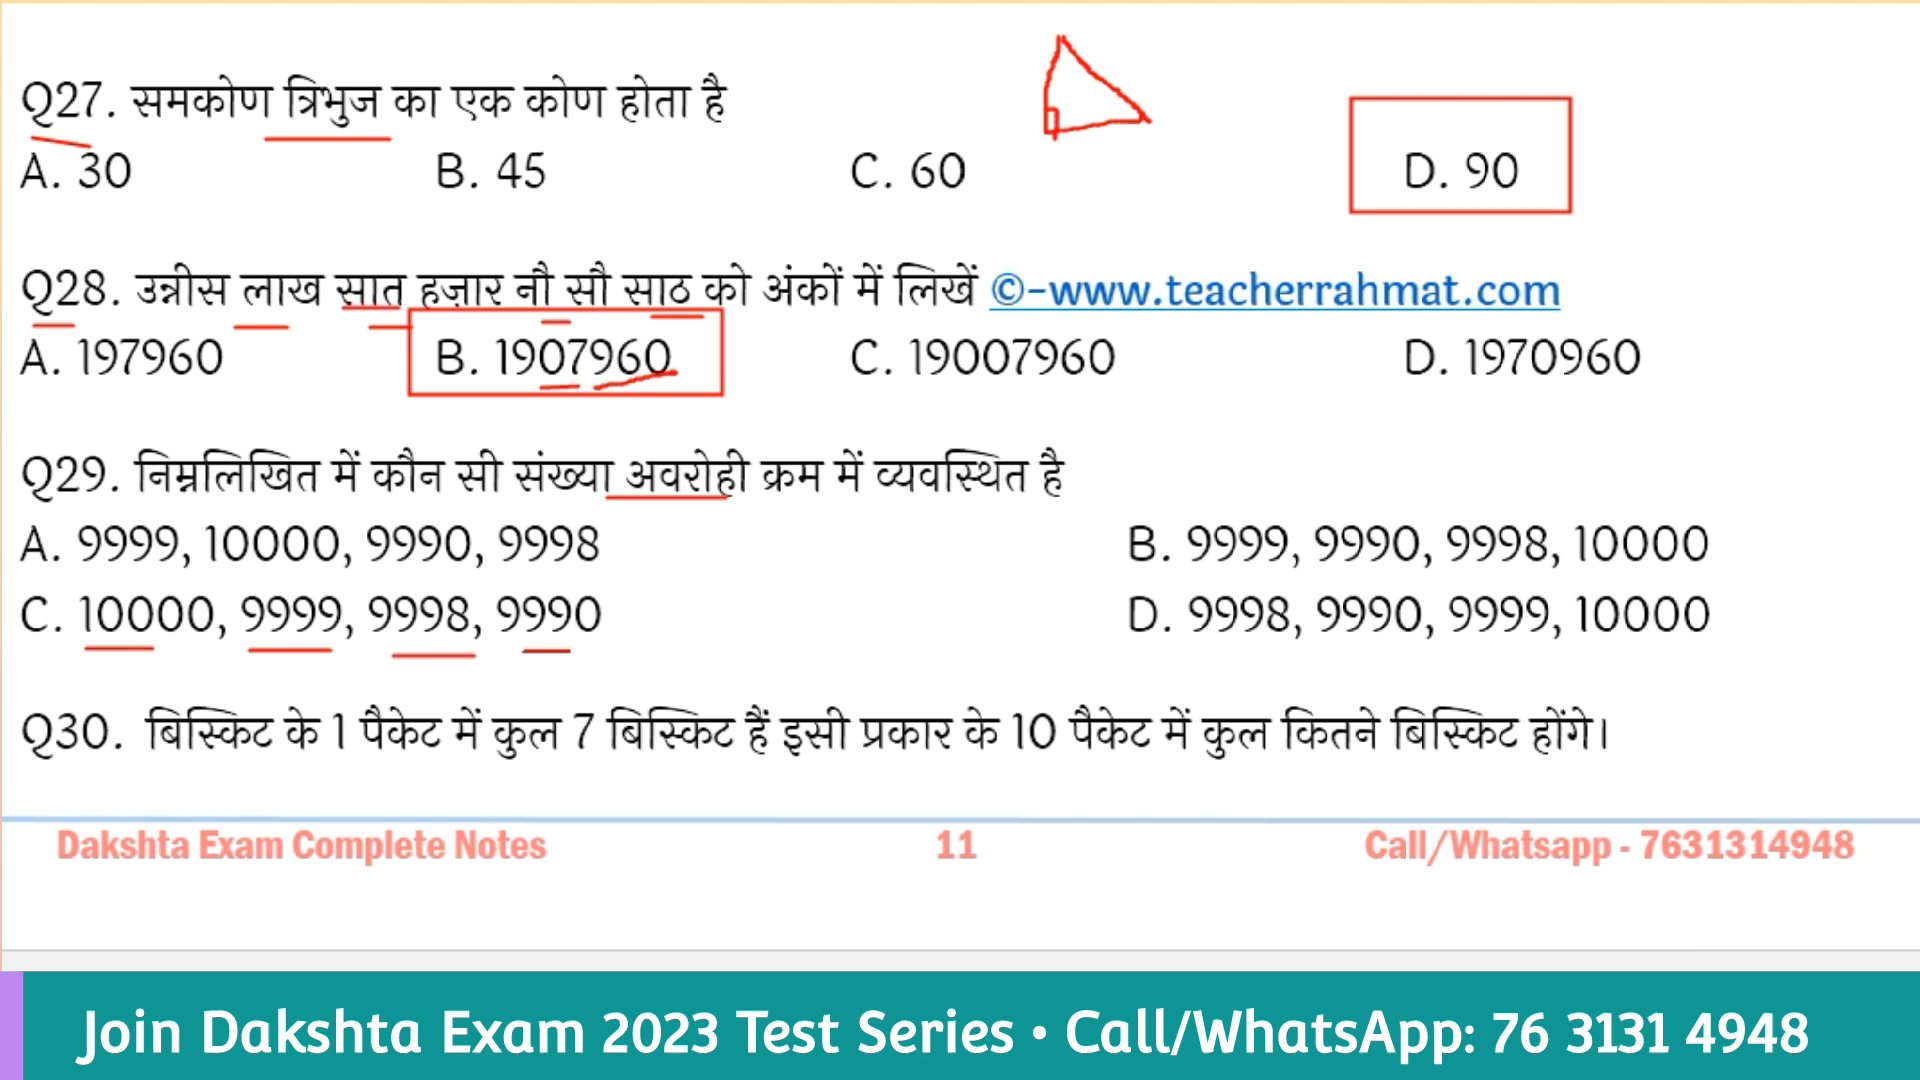 Q27. समकोण त्रिभुज का एक कोण होता है
A. 30 B. 45 C. 60 D. 90
Q28. उन्नीस लाख सात हज़ार नौ सौ साठ को अंकों में लिखें ©-www.teacherrahmat.com
A. 197960 B. 1907960 C. 19007960 D. 1970960
Q29. निम्नलिखित में कौन सी संख्या अवरोही क्रम में व्यवस्थित है
A. 9999, 10000, 9990, 9998 B. 9999, 9990, 9998, 10000
C. 10000, 9999, 9998, 9990 D. 9998, 9990, 9999, 10000
Q30. बिस्किट के 1 पैकेट में कुल 7 बिस्किट हैं इसी प्रकार के 10 पैकेट में कुल कितने बिस्किट होंगे।
Dakshta Exam Complete Notes 11 Call/Whatsapp - 7631314948
Join Dakshta Exam 2023 Test Series • Call/WhatsApp: 76 3131 4948